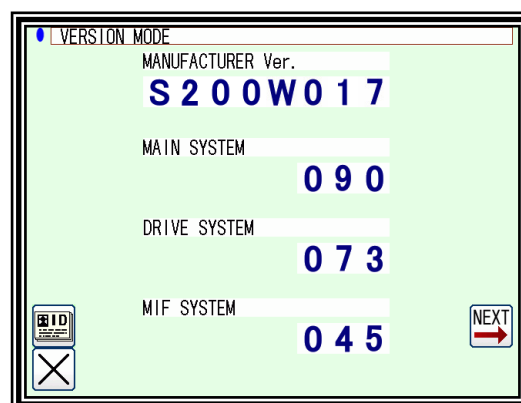 VERSION MODE
MANUFACTURER Ver.
S200W017
MAIN SYSTEM
090
DRIVE SYSTEM
073
MIF SYSTEM
045
ID
NEXT